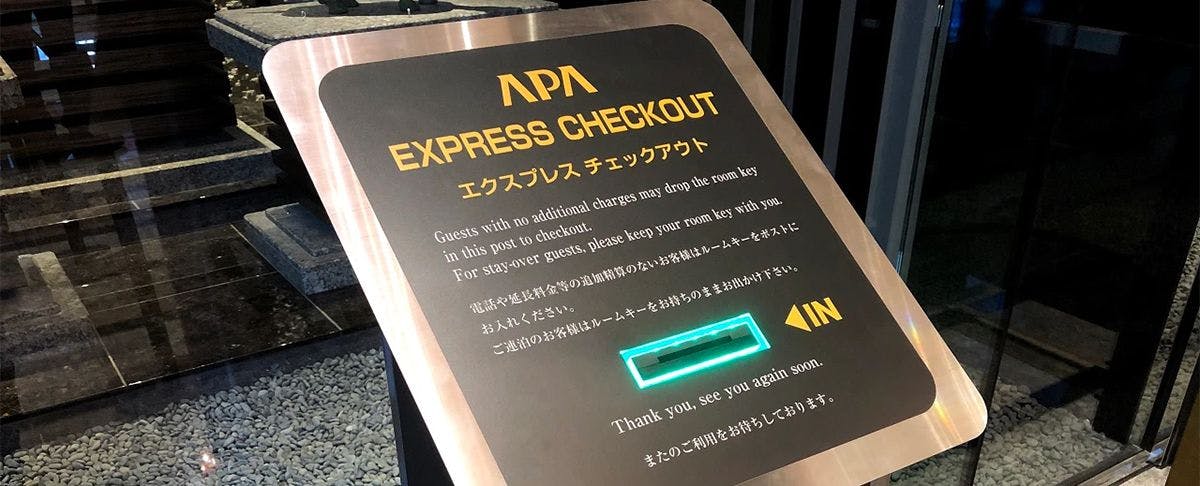 APA
EXPRESS CHECKOUT
エクスプレス チェックアウト
Guests with no additional charges may drop the room key
in this post to checkout.
For stay-over guests, please keep your room key with you.
電話や延長料金等の追加精算のないお客様はルームキーをポストに
お入れください。
ご連泊のお客様はルームキーをお持ちのままお出かけ下さい。
◀IN
Thank you, see you again soon.
またのご利用をお待ちしております。